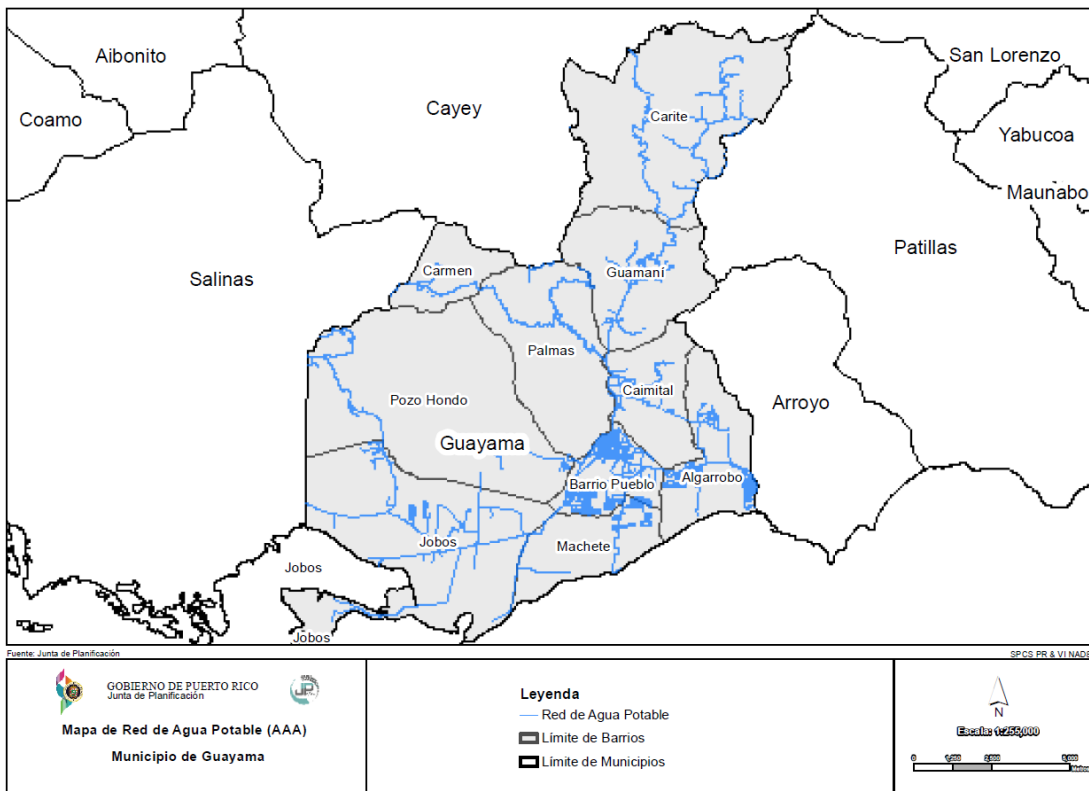 Aibonito
San Lorenzo
Coamo
Cayey
Carite
Yabucoa
Maunabo
Patillas
Salinas
Carmen
Guamaní
Palmas
Caimital
Pozo Hondo
Arroyo
Guayama
Barrio Pueblo
Algarrobo
Jobos
Machete
Jobos
Jobos
Fuente: Junta de Planificación
GOBIERNO DE PUERTO RICO
Junta de Planificación
JP
Mapa de Red de Agua Potable (AAA)
Municipio de Guayama
Leyenda
Red de Agua Potable
Límite de Barrios
Límite de Municipios
SPCS PR & VI NAD8
N
Escala: 1:255,000
0